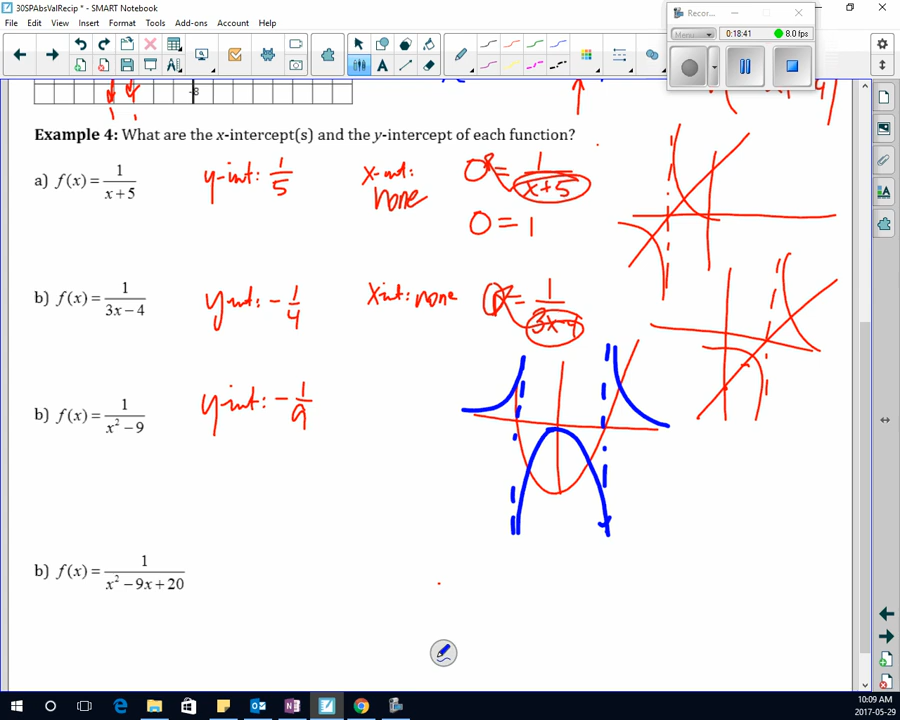 30SPAbsValRecip * - SMART Notebook
File Edit View Insert Format Tools Add-ons Account Help
Recor...
Menu 0:18:41 8.0 fps
-8
Example 4: What are the x-intercept(s) and the y-intercept of each function?
a) f(x) = 1/(x + 5) y-int: 1/5 x-int: none 0 = 1/(x+5)
0 = 1
b) f(x) = 1/(3x − 4) y-int: -1/4 x-int: none 0 = 1/(3x-4)
b) f(x) = 1/(x² − 9) y-int: -1/9
b) f(x) = 1/(x² − 9x + 20)
10:09 AM
2017-05-29